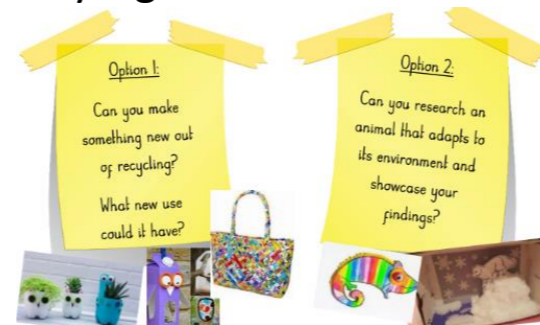 Option 1:
Can you make
something new out
of recycling?
What new use
could it have?
Option 2:
Can you research an
animal that adapts to
its environment and
showcase your
findings?